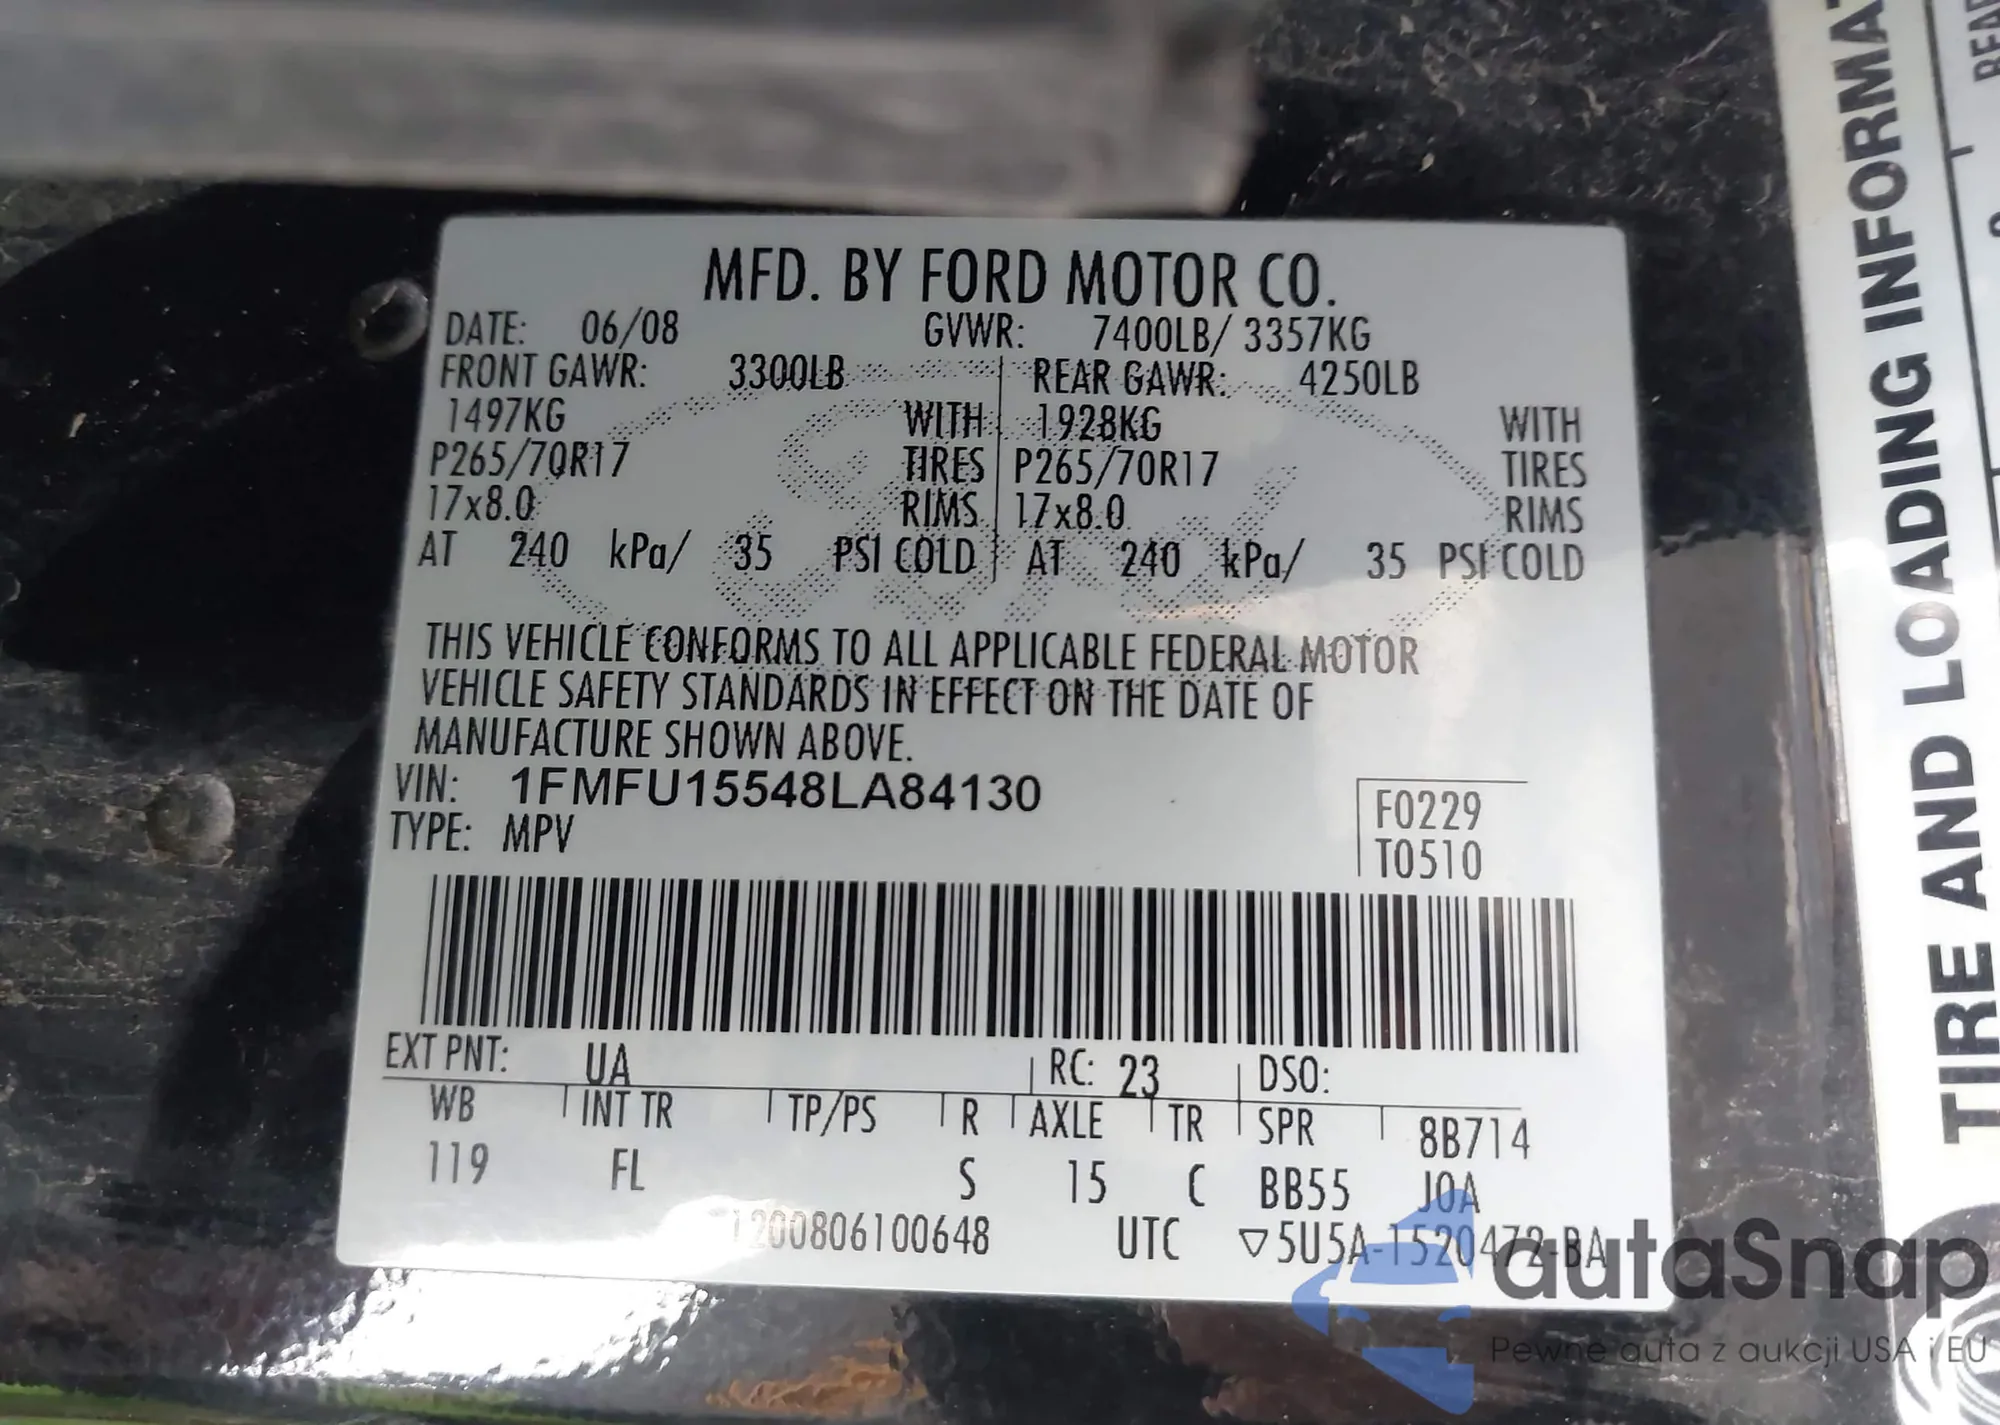 MFD. BY FORD MOTOR CO.
DATE: 06/08 GVWR: 7400LB/ 3357KG
FRONT GAWR: 3300LB REAR GAWR: 4250LB
1497KG WITH 1928KG WITH
P265/70R17 TIRES P265/70R17 TIRES
17x8.0 RIMS 17x8.0 RIMS
AT 240 kPa/ 35 PSI COLD AT 240 kPa/ 35 PSI COLD
THIS VEHICLE CONFORMS TO ALL APPLICABLE FEDERAL MOTOR
VEHICLE SAFETY STANDARDS IN EFFECT ON THE DATE OF
MANUFACTURE SHOWN ABOVE.
VIN: 1FMFU15548LA84130
F0229
TYPE: MPV
T0510
EXT PNT: UA RC: 23 DSO:
WB INT TR TP/PS R AXLE TR SPR 8B714
119 FL S 15 C BB55 J0A
1200806100648 UTC ▽5U5A-1520472-BA
TIRE AND LOADING INFORMAT
autaSnap
Pewne auta z aukcji USA i EU